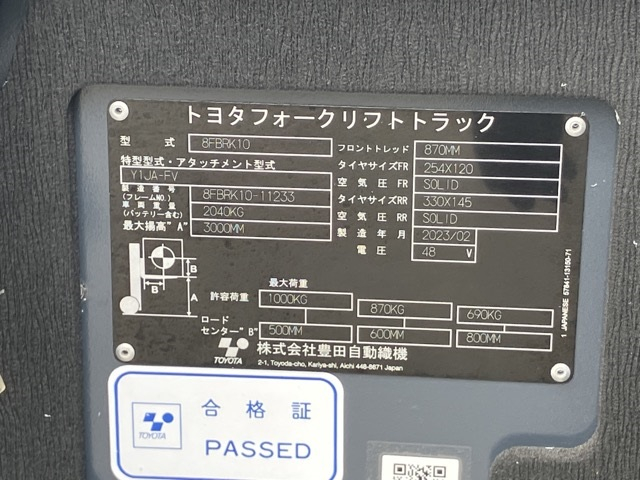 トヨタフォークリフトトラック
型式 8FBRK10
特型型式・アタッチメント型式
Y1JA-FV
製造番号
(フレームNO.) 8FBRK10-11233
車両重量
(バッテリー含む) 2040KG
最大揚高"A" 3000MM
フロントトレッド 870MM
タイヤサイズFR 254X120
空気圧FR SOLID
タイヤサイズRR 330X145
空気圧RR SOLID
製造年月 2023/02
電圧 48 V
B
B
A
最大荷重
許容荷重 1000KG 870KG 690KG
ロード
センター"B" 500MM 600MM 800MM
TOYOTA 株式会社豊田自動織機
2-1, Toyoda-cho, Kariya-shi, Aichi 448-8671 Japan
1 JAPANESE 57841-13150-71
合格証
TOYOTA
PASSED